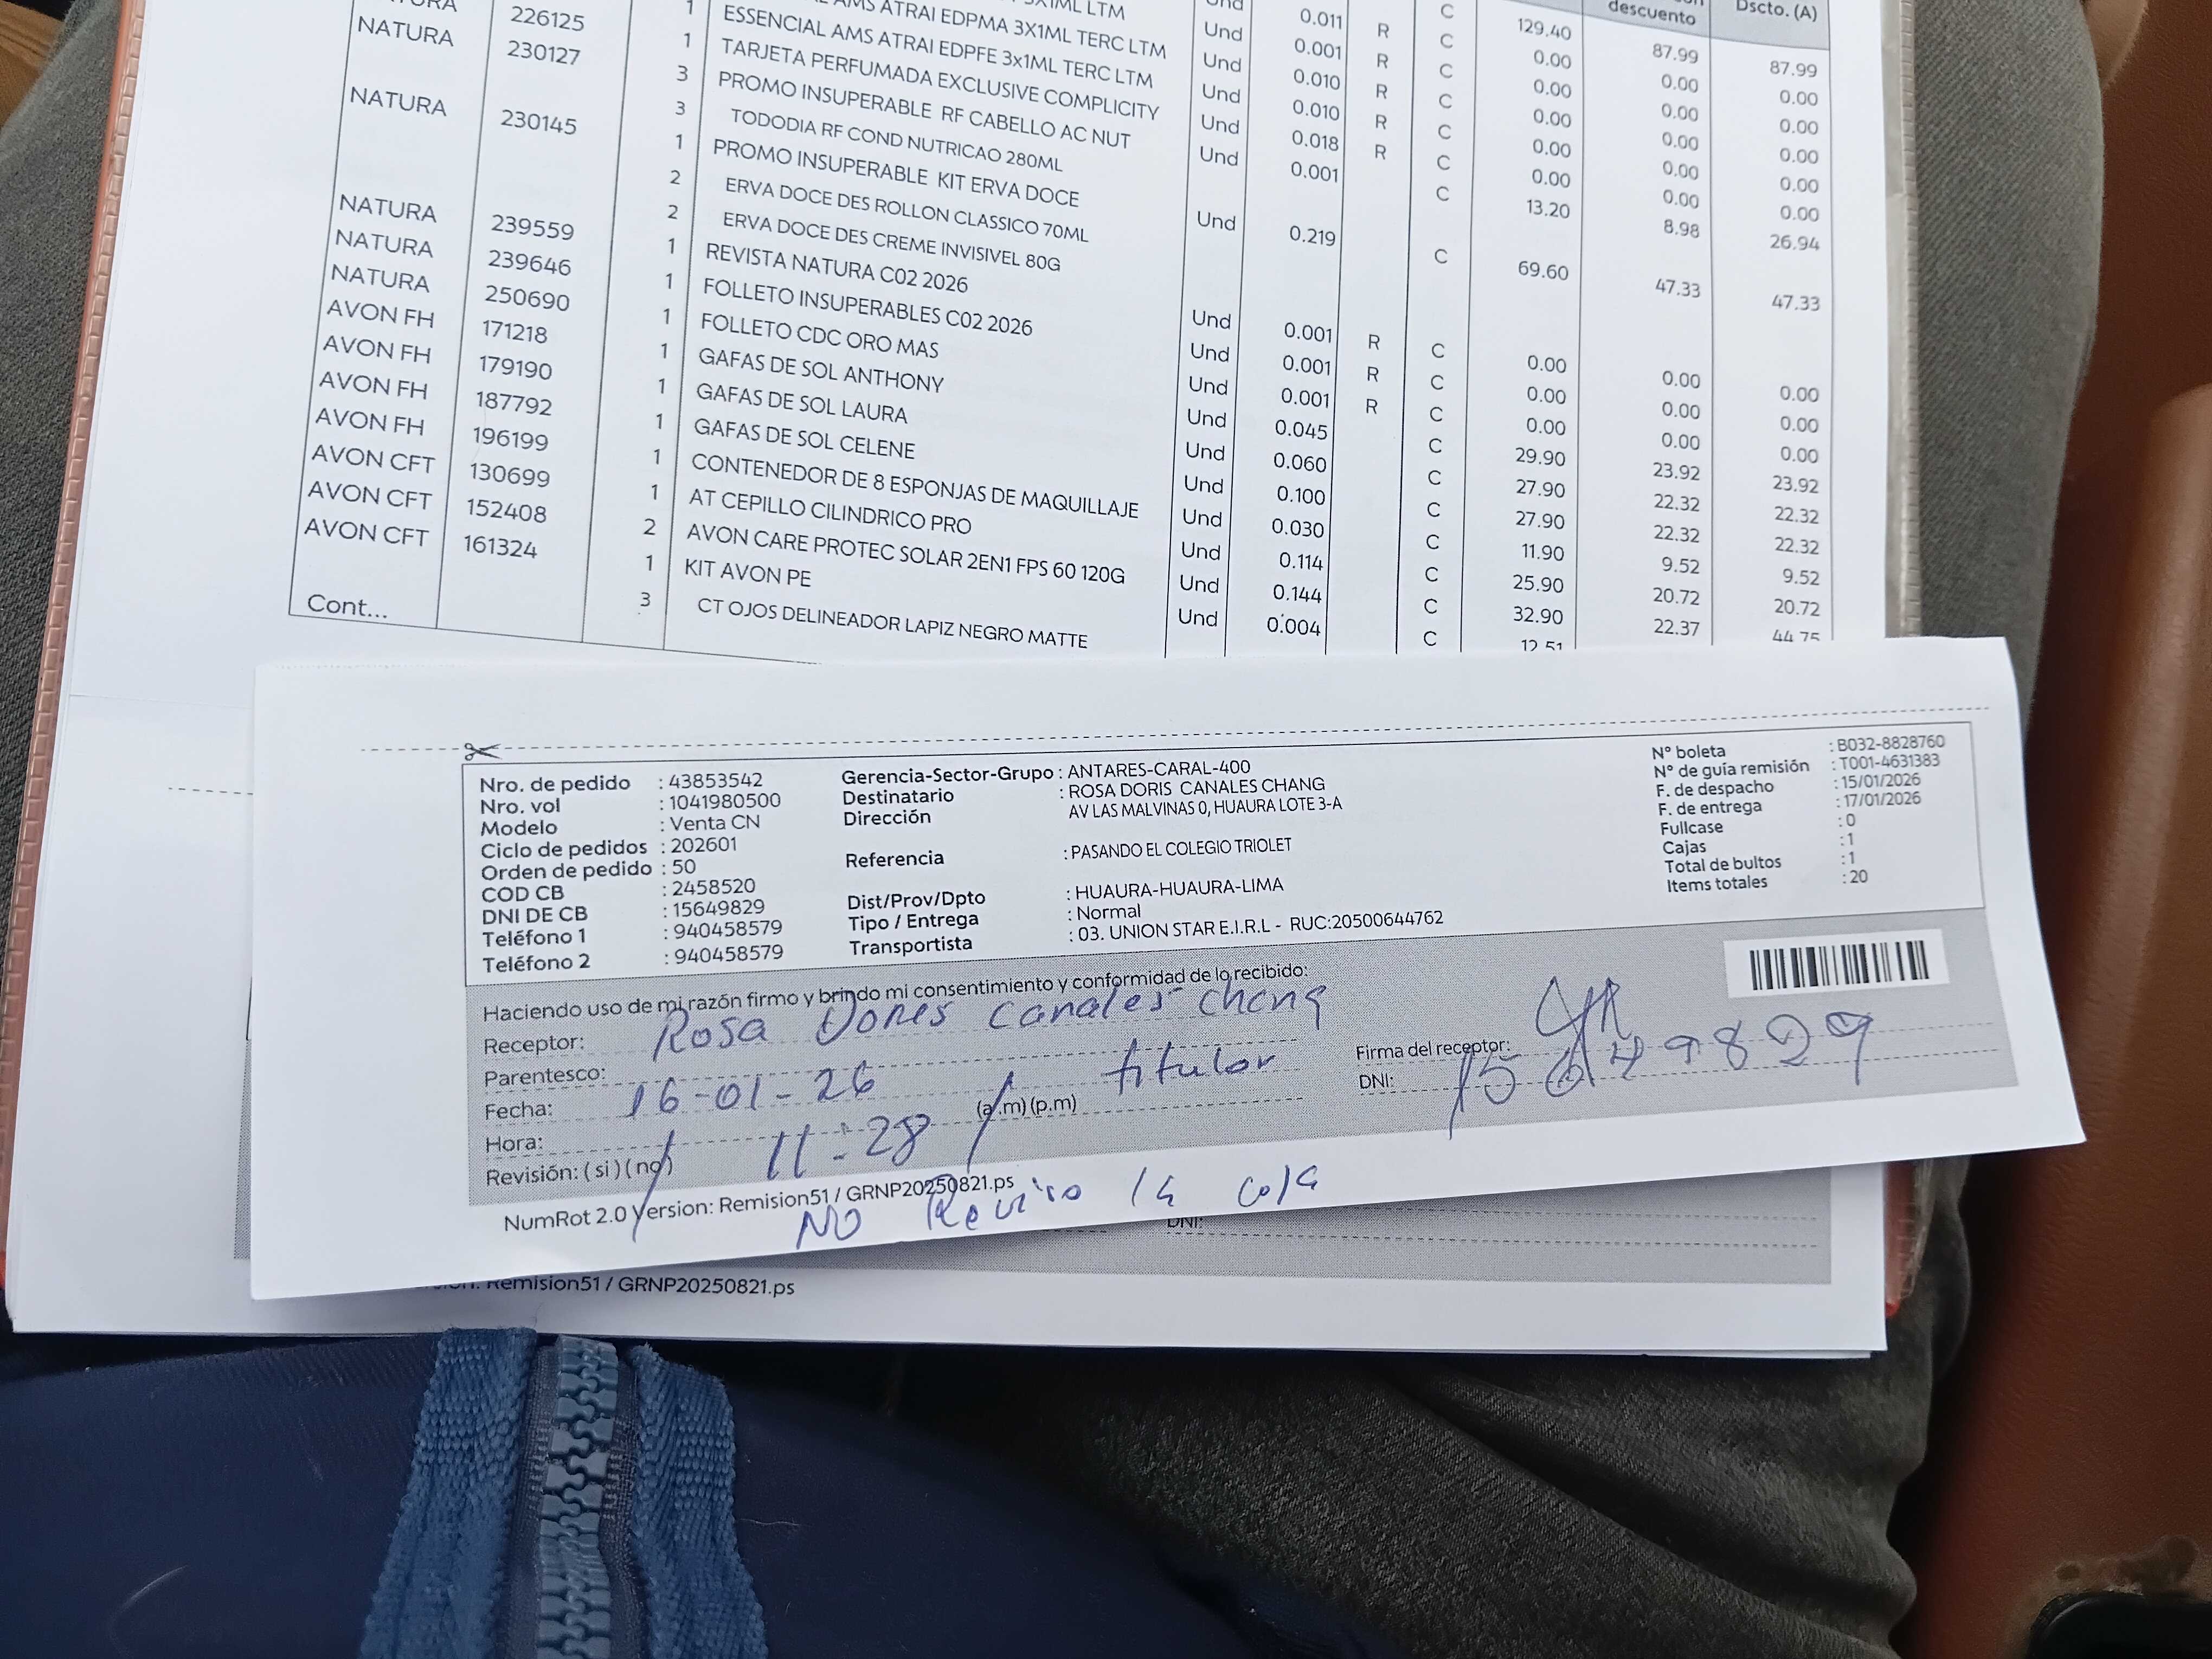 descuento Dscto. (A)
1 Und 0.011 R C 129.40 87.99 87.99
226125 1 ESSENCIAL AMS ATRAI EDPMA 3X1ML TERC LTM Und 0.001 R C 0.00 0.00 0.00
NATURA 230127 3 ESSENCIAL AMS ATRAI EDPFE 3x1ML TERC LTM Und 0.010 R C 0.00 0.00 0.00
3 TARJETA PERFUMADA EXCLUSIVE COMPLICITY Und 0.010 R C 0.00 0.00 0.00
NATURA 230145 1 PROMO INSUPERABLE RF CABELLO AC NUT Und 0.018 R C 0.00 0.00 0.00
2 TODODIA RF COND NUTRICAO 280ML Und 0.001 C 13.20 8.98 26.94
2 PROMO INSUPERABLE KIT ERVA DOCE Und 0.219 C 69.60 47.33 47.33
ERVA DOCE DES ROLLON CLASSICO 70ML
ERVA DOCE DES CREME INVISIVEL 80G
NATURA 239559 1 REVISTA NATURA C02 2026 Und 0.001 R C 0.00 0.00 0.00
NATURA 239646 1 FOLLETO INSUPERABLES C02 2026 Und 0.001 R C 0.00 0.00 0.00
NATURA 250690 1 FOLLETO CDC ORO MAS Und 0.001 R C 0.00 0.00 0.00
AVON FH 171218 1 GAFAS DE SOL ANTHONY Und 0.045 C 29.90 23.92 23.92
AVON FH 179190 1 GAFAS DE SOL LAURA Und 0.060 C 27.90 22.32 22.32
AVON FH 187792 1 GAFAS DE SOL CELENE Und 0.100 C 27.90 22.32 22.32
AVON FH 196199 1 CONTENEDOR DE 8 ESPONJAS DE MAQUILLAJE Und 0.030 C 11.90 9.52 9.52
AVON CFT 130699 1 AT CEPILLO CILINDRICO PRO Und 0.114 C 25.90 20.72 20.72
AVON CFT 152408 2 AVON CARE PROTEC SOLAR 2EN1 FPS 60 120G Und 0.144 C 32.90 22.37 44.75
AVON CFT 161324 1 KIT AVON PE Und 0.004 C 12.51
3 CT OJOS DELINEADOR LAPIZ NEGRO MATTE
Cont...
Nro. de pedido : 43853542 Gerencia-Sector-Grupo : ANTARES-CARAL-400 N° boleta : B032-8828760
Nro. vol : 1041980500 Destinatario : ROSA DORIS CANALES CHANG N° de guía remisión : T001-4631383
Modelo : Venta CN Dirección AV LAS MALVINAS 0, HUAURA LOTE 3-A F. de despacho : 15/01/2026
Ciclo de pedidos : 202601 F. de entrega : 17/01/2026
Orden de pedido : 50 Referencia : PASANDO EL COLEGIO TRIOLET Fullcase : 0
COD CB : 2458520 Cajas : 1
DNI DE CB : 15649829 Dist/Prov/Dpto : HUAURA-HUAURA-LIMA Total de bultos : 1
Teléfono 1 : 940458579 Tipo / Entrega : Normal Items totales : 20
Teléfono 2 : 940458579 Transportista : 03. UNION STAR E.I.R.L - RUC:20500644762
Haciendo uso de mi razón firmo y brindo mi consentimiento y conformidad de lo recibido:
Receptor: Rosa Dores Canales Chang
Parentesco: titular Firma del receptor:
Fecha: 16-01-26 DNI: 15649829
Hora: 11:28 (a.m) (p.m)
Revisión: ( si ) ( no )
NumRot 2.0 Version: Remision51 / GRNP20250821.ps
NO Reviso la caja
DNI:
Remision51 / GRNP20250821.ps